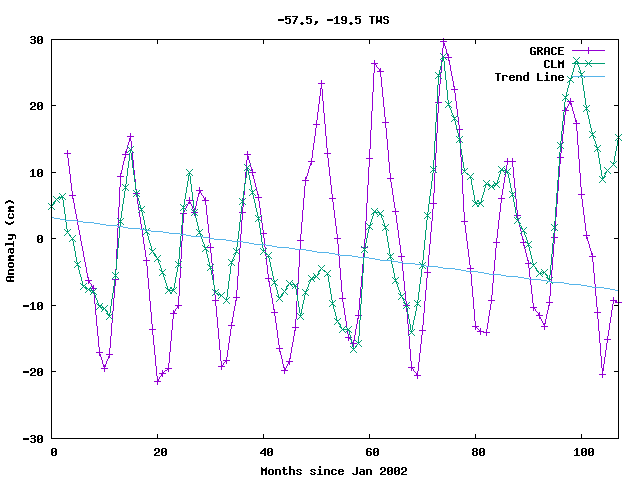 -57.5, -19.5 TWS
GRACE
CLM
Trend Line
30
20
10
0
-10
-20
-30
Anomaly (cm)
0 20 40 60 80 100
Months since Jan 2002